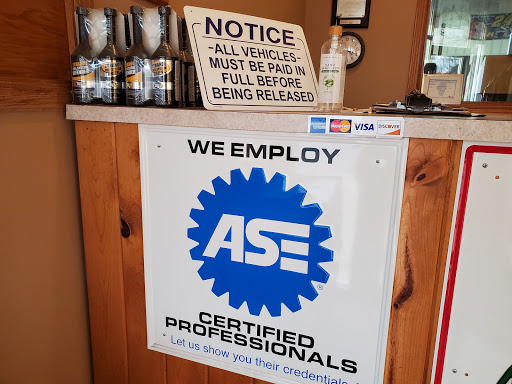 NOTICE
-ALL VEHICLES-
MUST BE PAID IN
FULL BEFORE
BEING RELEASED
VISA
DISCOVER
WE EMPLOY
ASE
®
CERTIFIED
PROFESSIONALS
Let us show you their credentials